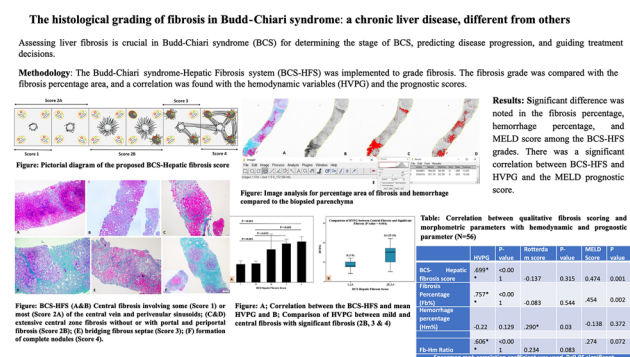 The histological grading of fibrosis in Budd-Chiari syndrome: a chronic liver disease, different from others
Assessing liver fibrosis is crucial in Budd-Chiari syndrome (BCS) for determining the stage of BCS, predicting disease progression, and guiding treatment
decisions.
Methodology: The Budd-Chiari syndrome-Hepatic Fibrosis system (BCS-HFS) was implemented to grade fibrosis. The fibrosis grade was compared with the
fibrosis percentage area, and a correlation was found with the hemodynamic variables (HVPG) and the prognostic scores.
Score 2A
Score 3
Score 1
Score 2B
Score 4
Figure: Pictorial diagram of the proposed BCS-Hepatic fibrosis score
Figure: Image analysis for percentage area of fibrosis and hemorrhage
compared to the biopsied parenchyma
Results: Significant difference was
noted in the fibrosis percentage,
hemorrhage percentage, and
MELD score among the BCS-HFS
grades. There was a significant
correlation between BCS-HFS and
HVPG and the MELD prognostic
score.
Figure: BCS-HFS (A&B) Central fibrosis involving some (Score 1) or
most (Score 2A) of the central vein and perivenular sinusoids; (C&D)
extensive central zone fibrosis without or with portal and periportal
fibrosis (Score 2B); (E) bridging fibrous septae (Score 3); (F) formation
of complete nodules (Score 4).
Figure: A; Correlation between the BCS-HFS and mean
HVPG and B; Comparison of HVPG between mild and
central fibrosis with significant fibrosis (2B, 3 & 4)
Table: Correlation between qualitative fibrosis scoring and
morphometric parameters with hemodynamic and prognostic
parameter (N=56)
HVPG P-value Rotterdam score P-value MELD Score P value
BCS- Hepatic Fibrosis score .699** <0.001 -0.137 0.315 0.474 0.001
Fibrosis Percentage (Fb%) .757** <0.001 -0.083 0.544 .454 0.002
Hemorrhage percentage (Hm%) -0.22 0.129 .290* 0.03 -0.138 0.372
Fb-Hm Ratio .606** <0.001 0.234 0.083 .274 0.072